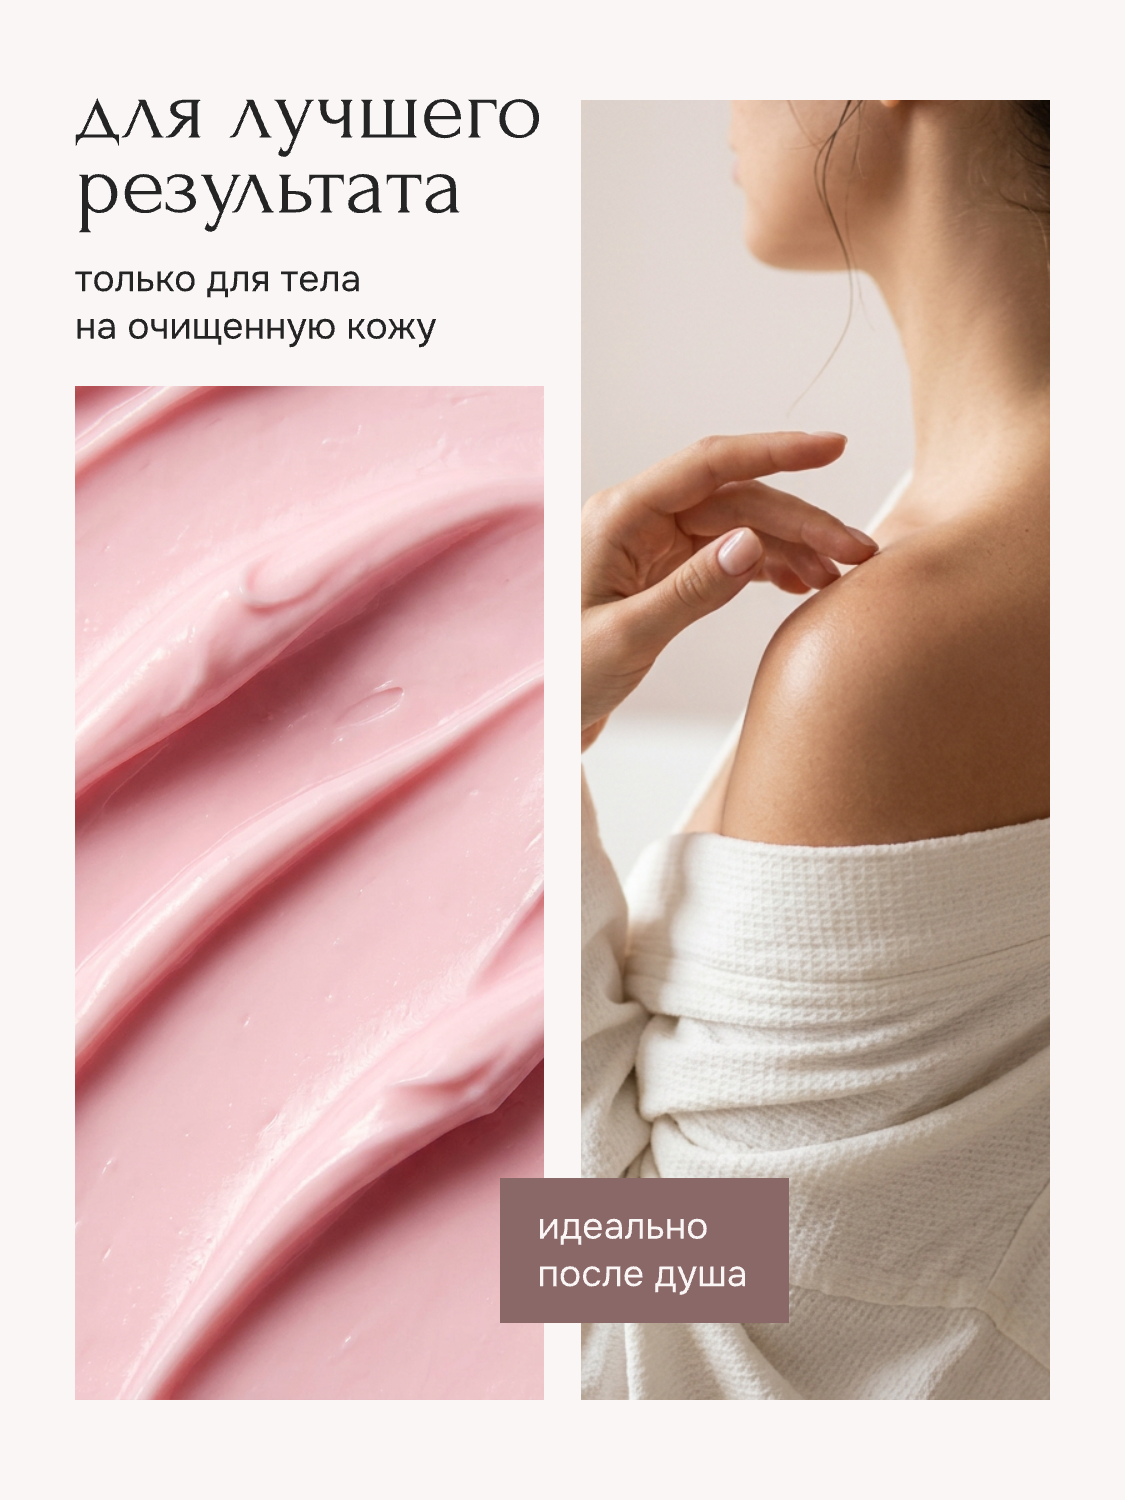 для лучшего
результата
только для тела
на очищенную кожу
идеально
после душа